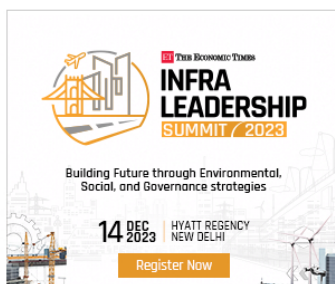 ET THE ECONOMIC TIMES
INFRA
LEADERSHIP
SUMMIT 2023
Building Future through Environmental,
Social, and Governance strategies
14 DEC 2023 HYATT REGENCY NEW DELHI
Register Now